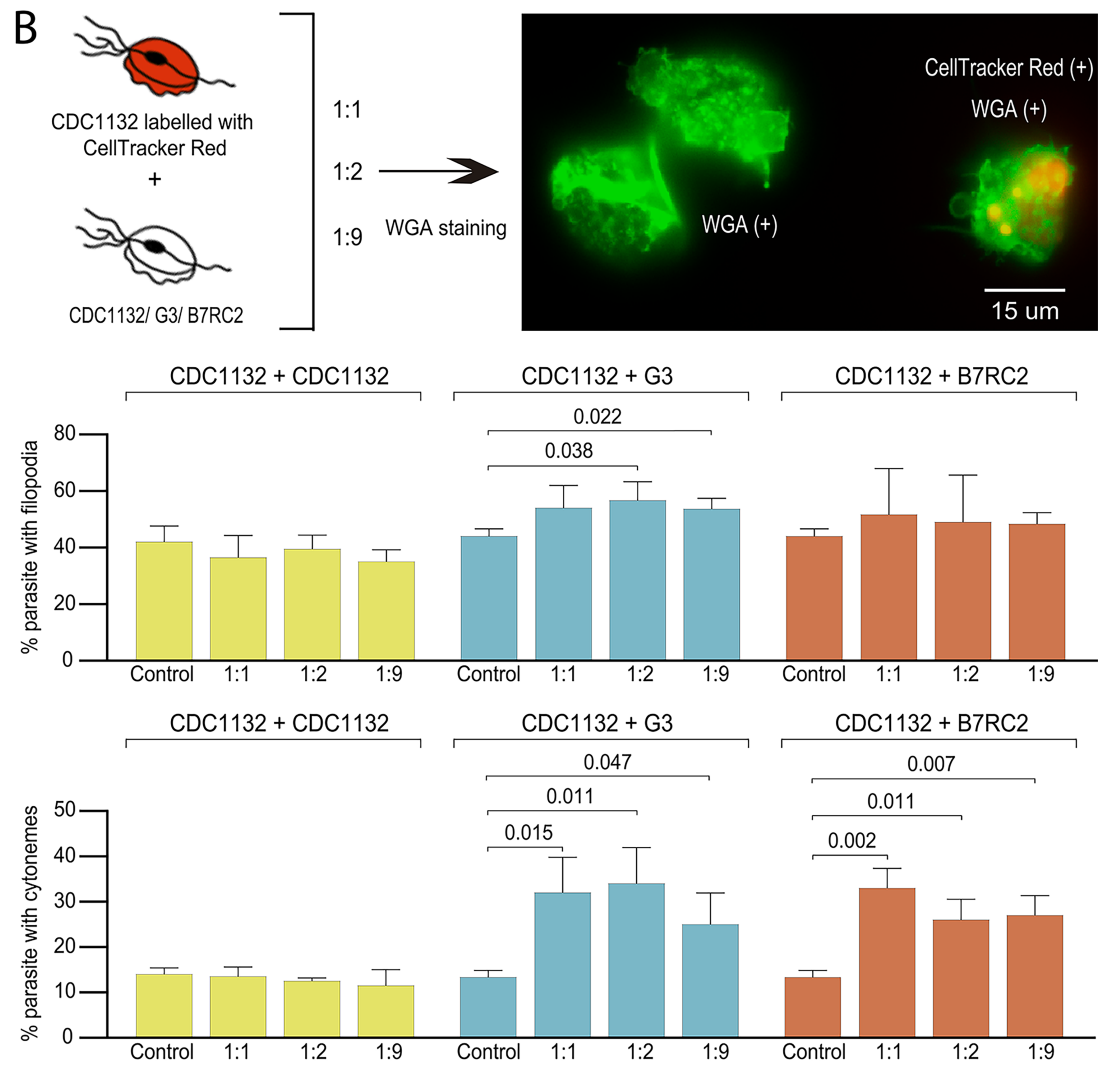 B
CDC1132 labelled with
CellTracker Red
+
CDC1132/ G3/ B7RC2
1:1
1:2
1:9
WGA staining
WGA (+)
CellTracker Red (+)
WGA (+)
15 um
CDC1132 + CDC1132
CDC1132 + G3
CDC1132 + B7RC2
0.022
0.038
% parasite with filopodia
80
60
40
20
0
Control 1:1 1:2 1:9
Control 1:1 1:2 1:9
Control 1:1 1:2 1:9
CDC1132 + CDC1132
CDC1132 + G3
CDC1132 + B7RC2
0.047
0.011
0.015
0.007
0.011
0.002
% parasite with cytonemes
50
40
30
20
10
0
Control 1:1 1:2 1:9
Control 1:1 1:2 1:9
Control 1:1 1:2 1:9